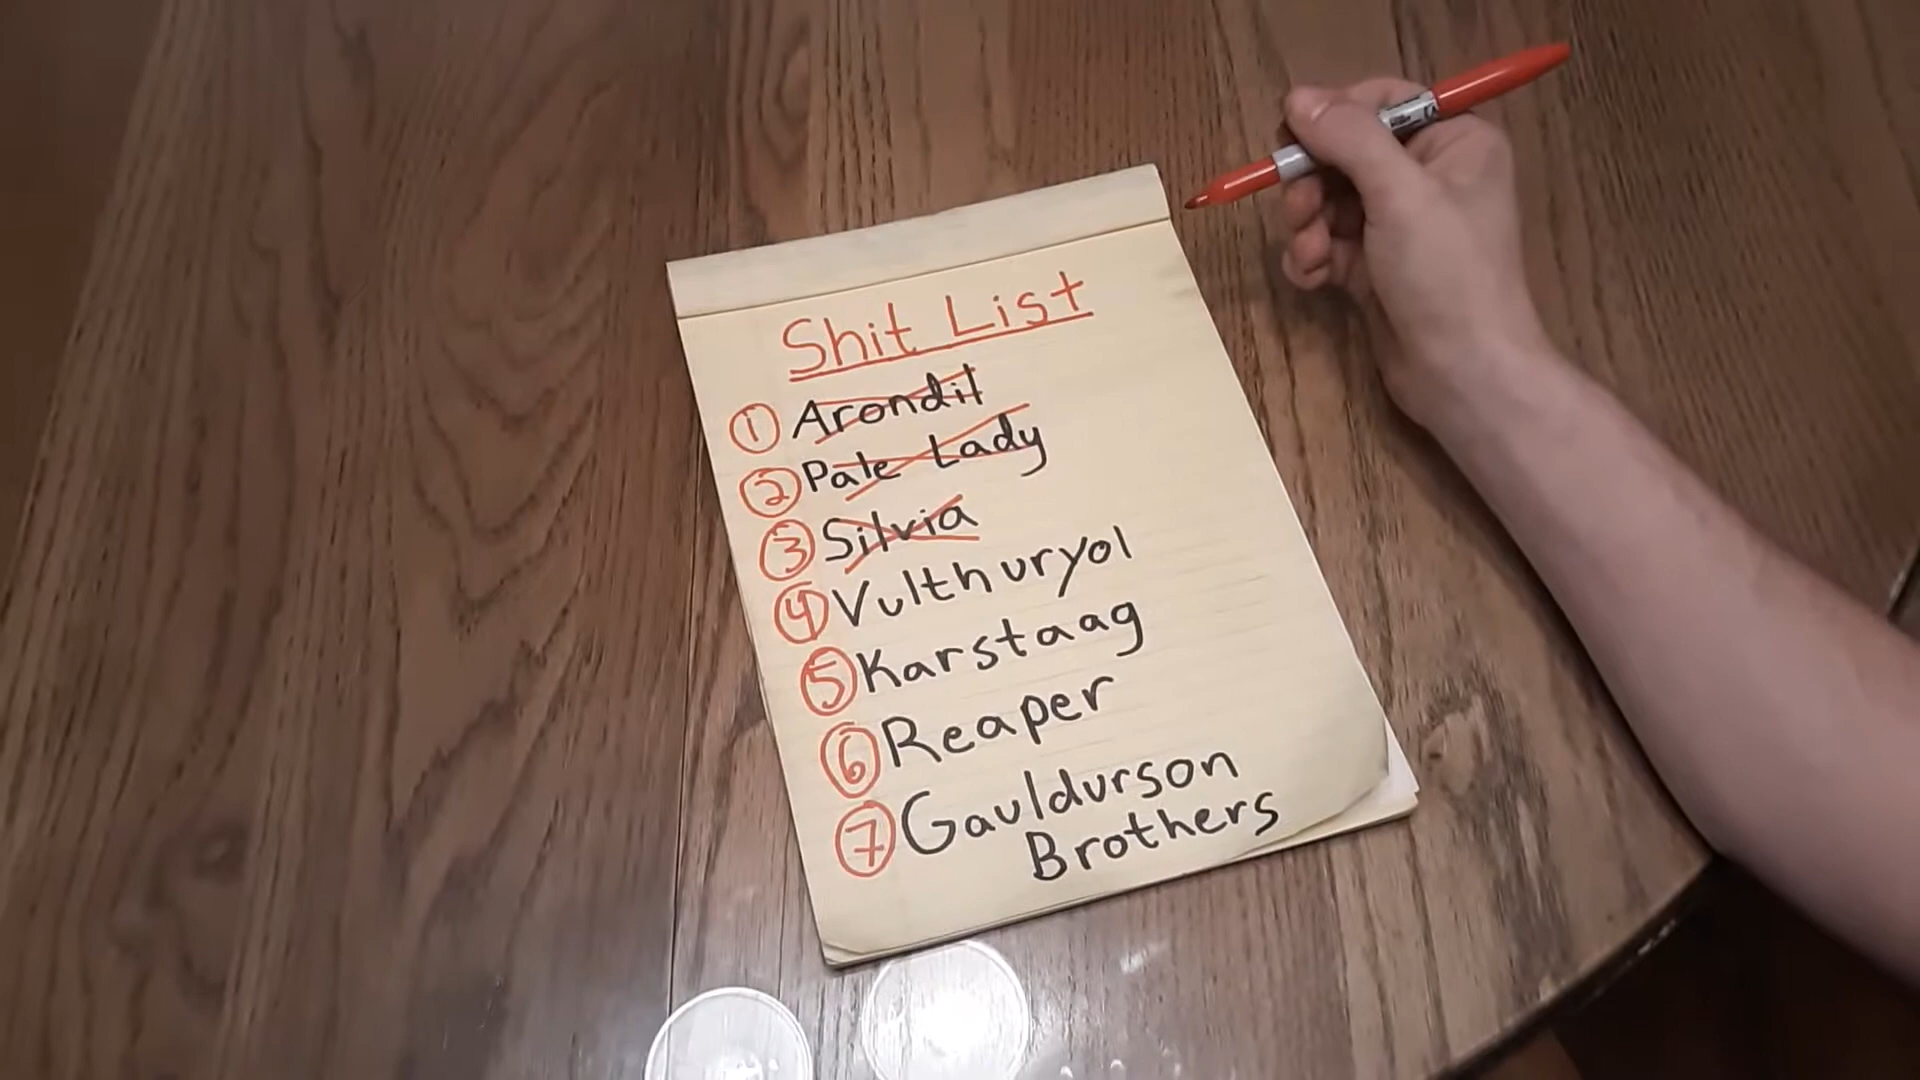 Shit List
① Arondil
② Pale Lady
③ Silvia
④ Vulthuryol
⑤ Karstaag
⑥ Reaper
⑦ Gauldurson
Brothers